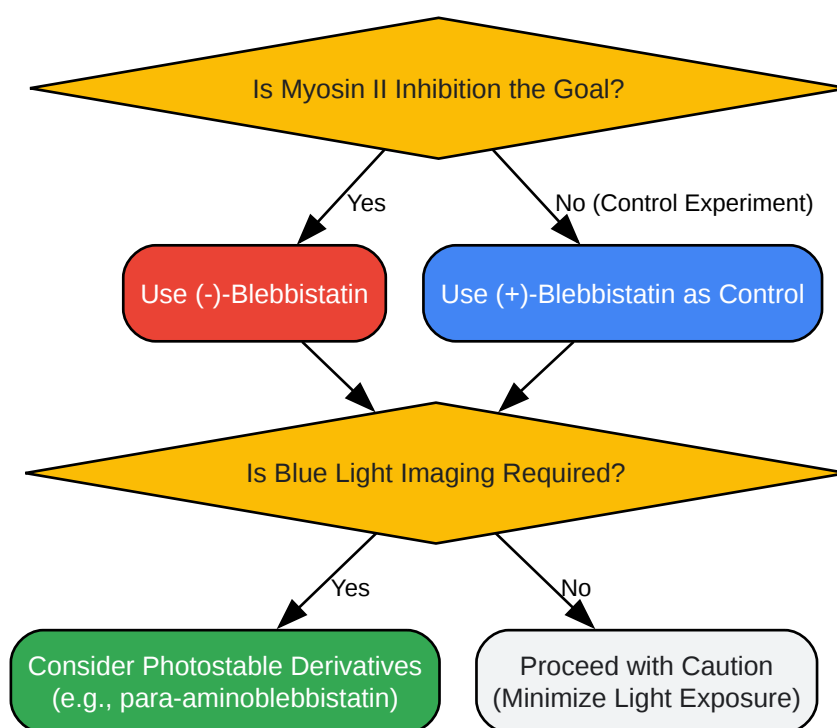 Is Myosin II Inhibition the Goal?
Yes
No (Control Experiment)
Use (-)-Blebbistatin
Use (+)-Blebbistatin as Control
Is Blue Light Imaging Required?
Yes
No
Consider Photostable Derivatives
(e.g., para-aminoblebbistatin)
Proceed with Caution
(Minimize Light Exposure)